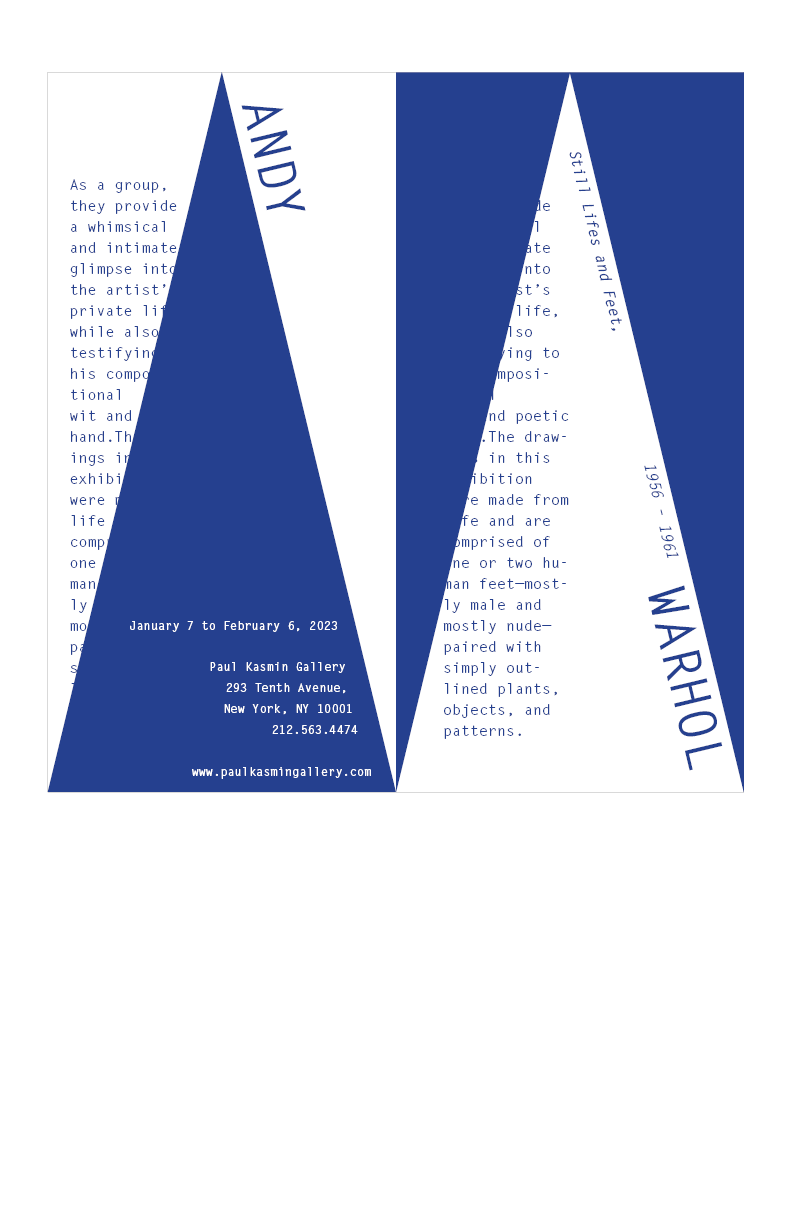 As a group,
they provide
a whimsical
and intimate
glimpse into
the artist’
private lif
while also
testifying
his compo
tional
wit and
hand.Th
ings in
exhibi
were
life
comp
one
man
ly
mo
pa
s
ANDY
January 7 to February 6, 2023
Paul Kasmin Gallery
293 Tenth Avenue,
New York, NY 10001
212.563.4474
www.paulkasmingallery.com
de
l
ate
nto
st’s
life,
lso
ying to
mposi-
nd poetic
.The draw-
in this
ibition
re made from
fe and are
omprised of
ne or two hu-
man feet—most-
ly male and
mostly nude—
paired with
simply out-
lined plants,
objects, and
patterns.
Still Lifes and Feet,
1956 - 1961
WARHOL